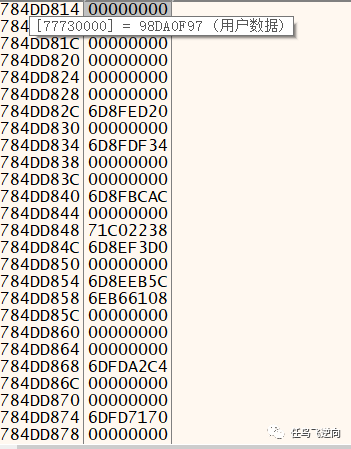 784DD814 00000000
784 [77730000] = 98DA0F97 (用户数据)
784DD81C 00000000
784DD820 00000000
784DD824 00000000
784DD828 00000000
784DD82C 6D8FED20
784DD830 00000000
784DD834 6D8FDF34
784DD838 00000000
784DD83C 00000000
784DD840 6D8FBCAC
784DD844 00000000
784DD848 71C02238
784DD84C 6D8EF3D0
784DD850 00000000
784DD854 6D8EEB5C
784DD858 6EB66108
784DD85C 00000000
784DD860 00000000
784DD864 00000000
784DD868 6DFDA2C4
784DD86C 00000000
784DD870 00000000
784DD874 6DFD7170
784DD878 00000000
任鸟飞逆向